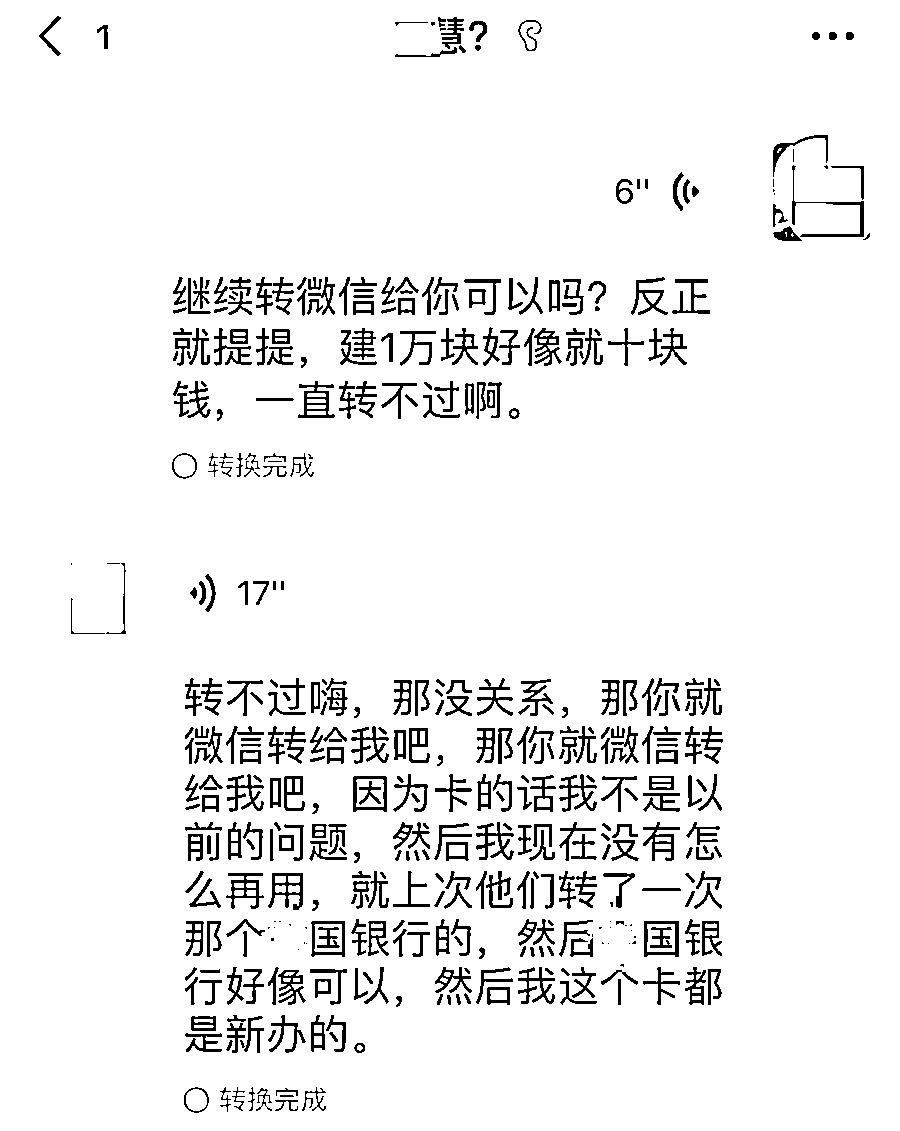 1
慧?
6"
继续转微信给你可以吗？反正
就提提，建1万块好像就十块
钱，一直转不过啊。
转换完成
17"
转不过嗨，那没关系，那你就
微信转给我吧，那你就微信转
给我吧，因为卡的话我不是以
前的问题，然后我现在没有怎
么再用，就上次他们转了一次
那个国银行的，然后国银
行好像可以，然后我这个卡都
是新办的。
转换完成